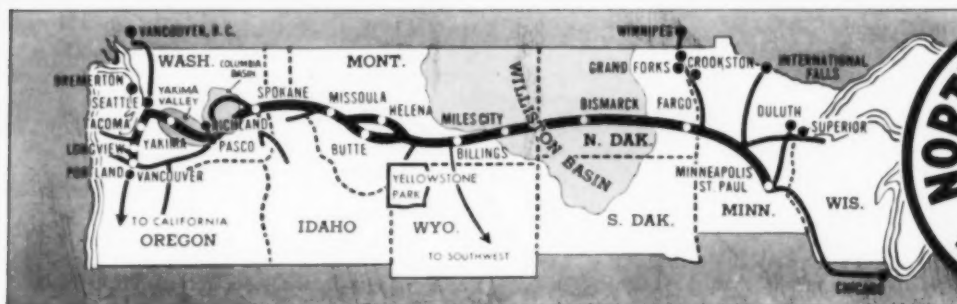 VANCOUVER, B. C.
WASH.
COLUMBIA
BASIN
BREMERTON
SEATTLE
YAKIMA
VALLEY
TACOMA
SPOKANE
RICHLAND
LONGVIEW
YAKIMA
PASCO
PORTLAND
VANCOUVER
TO CALIFORNIA
OREGON
MONT.
MISSOULA
HELENA
BUTTE
MILES CITY
BILLINGS
YELLOWSTONE
PARK
IDAHO
WYO.
TO SOUTHWEST
WILLISTON BASIN
WINNIPEG
GRAND FORKS
CROOKSTON
INTERNATIONAL
FALLS
BISMARCK
FARGO
N. DAK.
S. DAK.
DULUTH
SUPERIOR
MINNEAPOLIS
ST. PAUL
MINN.
WIS.
CHICAGO
NORT